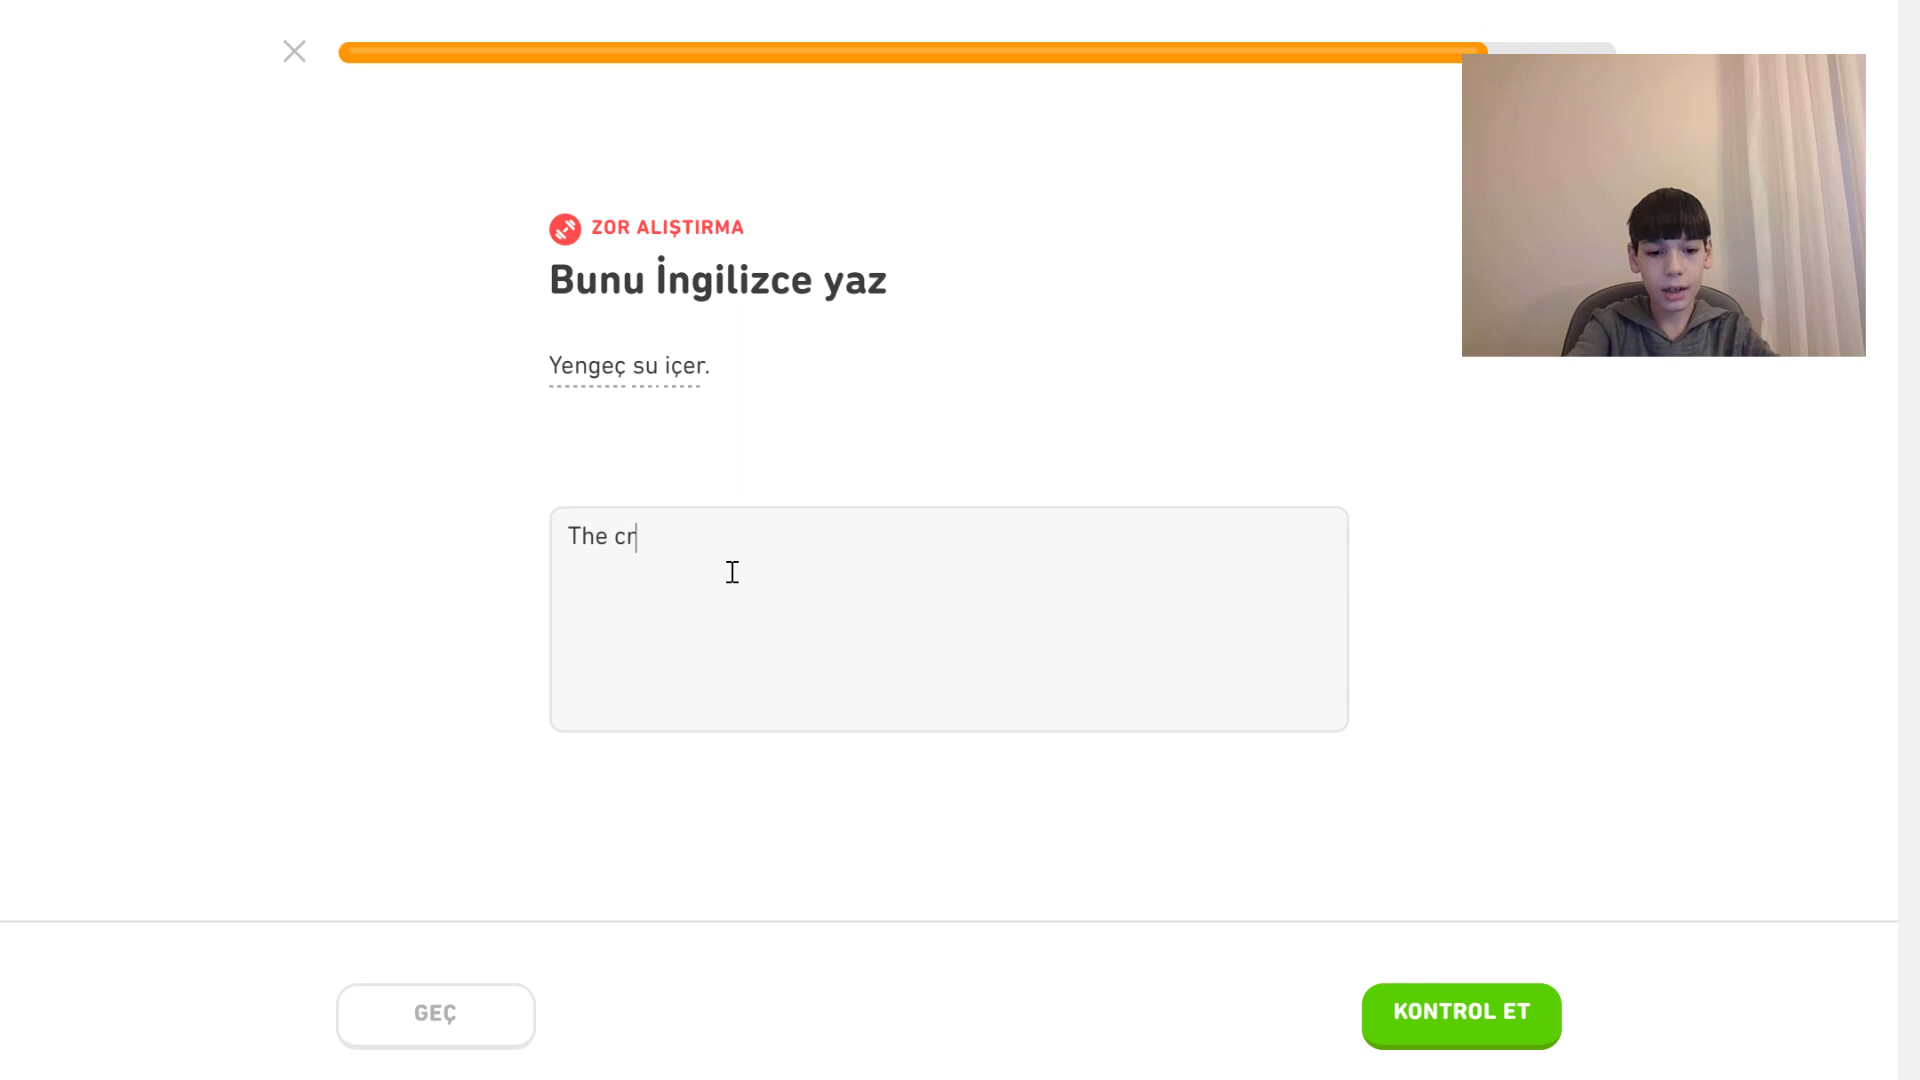 ZOR ALIŞTIRMA
Bunu İngilizce yaz
Yengeç su içer.
The cr
GEÇ
KONTROL ET